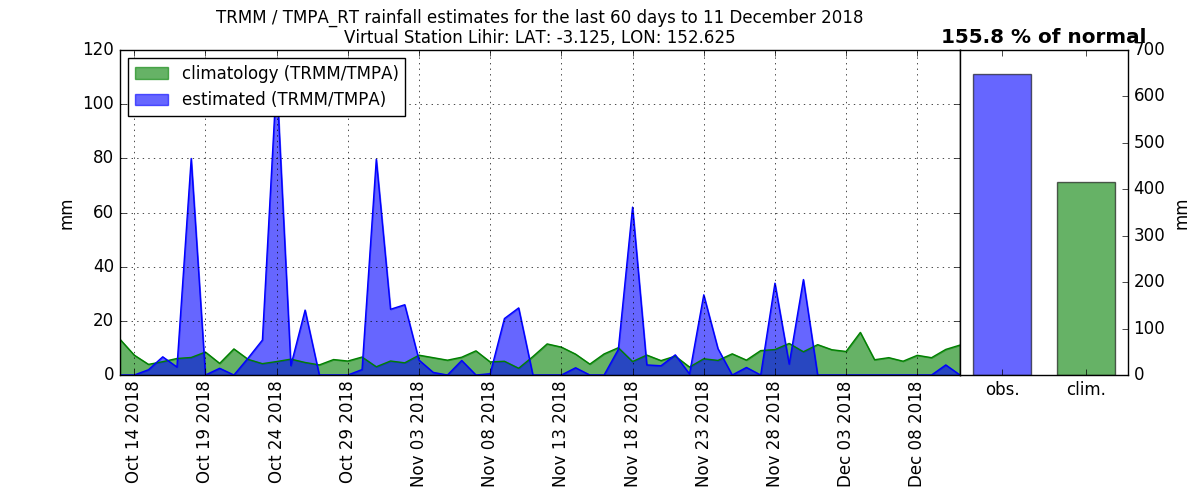 TRMM / TMPA_RT rainfall estimates for the last 60 days to 11 December 2018
Virtual Station Lihir: LAT: -3.125, LON: 152.625
155.8 % of normal
climatology (TRMM/TMPA)
estimated (TRMM/TMPA)
mm
120
100
80
60
40
20
0
Oct 14 2018
Oct 19 2018
Oct 24 2018
Oct 29 2018
Nov 03 2018
Nov 08 2018
Nov 13 2018
Nov 18 2018
Nov 23 2018
Nov 28 2018
Dec 03 2018
Dec 08 2018
obs.
clim.
700
600
500
400
300
200
100
0
mm